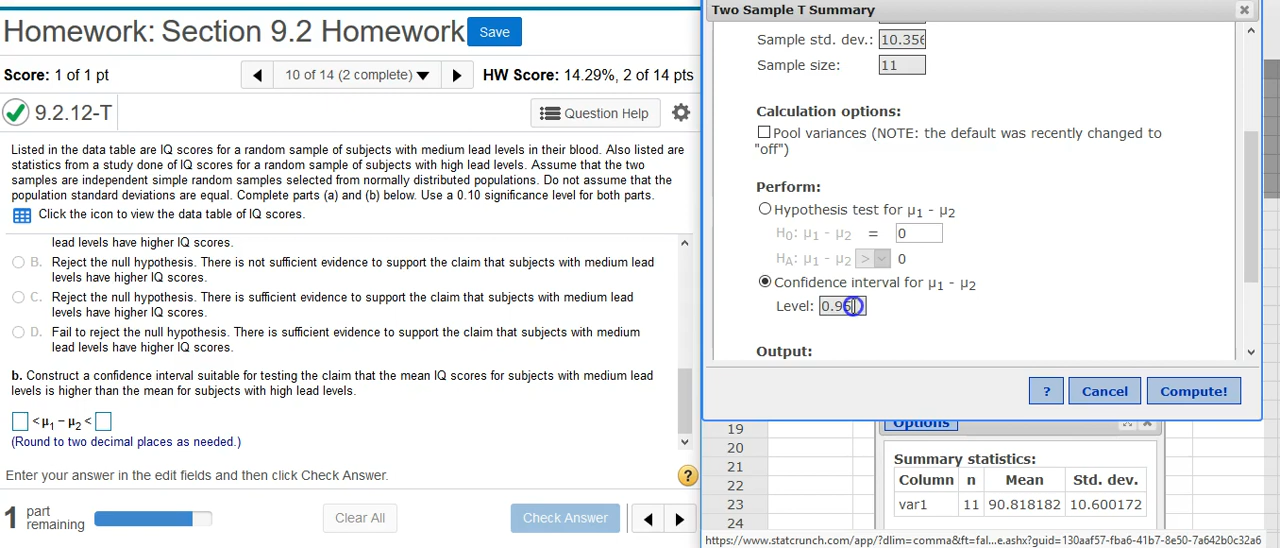 Homework: Section 9.2 Homework
Save
Score: 1 of 1 pt
10 of 14 (2 complete)
HW Score: 14.29%, 2 of 14 pts
9.2.12-T
Question Help
Listed in the data table are IQ scores for a random sample of subjects with medium lead levels in their blood. Also listed are
statistics from a study done of IQ scores for a random sample of subjects with high lead levels. Assume that the two
samples are independent simple random samples selected from normally distributed populations. Do not assume that the
population standard deviations are equal. Complete parts (a) and (b) below. Use a 0.10 significance level for both parts.
Click the icon to view the data table of IQ scores.
lead levels have higher IQ scores.
B. Reject the null hypothesis. There is not sufficient evidence to support the claim that subjects with medium lead
levels have higher IQ scores.
C. Reject the null hypothesis. There is sufficient evidence to support the claim that subjects with medium lead
levels have higher IQ scores.
D. Fail to reject the null hypothesis. There is sufficient evidence to support the claim that subjects with medium
lead levels have higher IQ scores.
b. Construct a confidence interval suitable for testing the claim that the mean IQ scores for subjects with medium lead
levels is higher than the mean for subjects with high lead levels.
< μ1 − μ2 <
(Round to two decimal places as needed.)
Enter your answer in the edit fields and then click Check Answer.
?
1 part
remaining
Clear All
Check Answer
Two Sample T Summary
Sample std. dev.: 10.356
Sample size: 11
Calculation options:
Pool variances (NOTE: the default was recently changed to
"off")
Perform:
Hypothesis test for μ1 - μ2
H0: μ1 - μ2 = 0
HA: μ1 - μ2 > 0
Confidence interval for μ1 - μ2
Level: 0.95
Output:
?
Cancel
Compute!
19
20
21
22
23
24
Options
Summary statistics:
Column n Mean Std. dev.
var1 11 90.818182 10.600172
https://www.statcrunch.com/app/?dlim=comma&ft=fal...e.ashx?guid=130aaf57-fba6-41b7-8e50-7a642b0c32a6